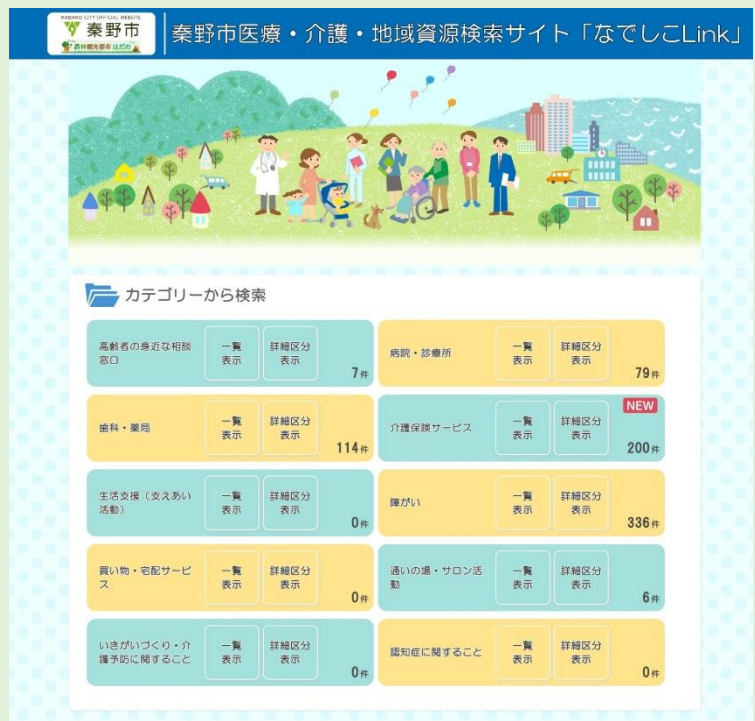 HADANO CITY OFFICIAL WEBSITE
秦野市
森林観光都市はだの
秦野市医療・介護・地域資源検索サイト「なでしこLink」
カテゴリーから検索
高齢者の身近な相談
窓口
一覧
表示
詳細区分
表示
7件
病院・診療所
一覧
表示
詳細区分
表示
79件
歯科・薬局
一覧
表示
詳細区分
表示
114件
介護保険サービス
一覧
表示
詳細区分
表示
NEW
200件
生活支援（支えあい
活動）
一覧
表示
詳細区分
表示
0件
障がい
一覧
表示
詳細区分
表示
336件
買い物・宅配サービ
ス
一覧
表示
詳細区分
表示
0件
通いの場・サロン活
動
一覧
表示
詳細区分
表示
6件
いきがいづくり・介
護予防に関すること
一覧
表示
詳細区分
表示
0件
認知症に関すること
一覧
表示
詳細区分
表示
0件